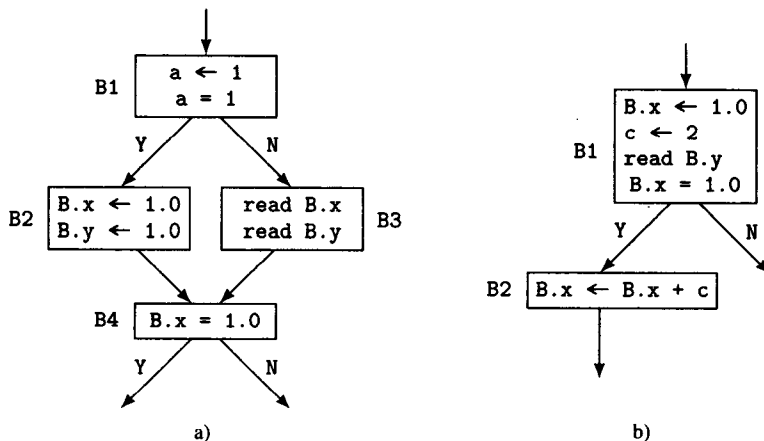 B1
a ← 1
a = 1
Y
N
B2
B.x ← 1.0
B.y ← 1.0
read B.x
read B.y
B3
B4
B.x = 1.0
Y
N
a)
B1
B.x ← 1.0
c ← 2
read B.y
B.x = 1.0
Y
N
B2
B.x ← B.x + c
b)